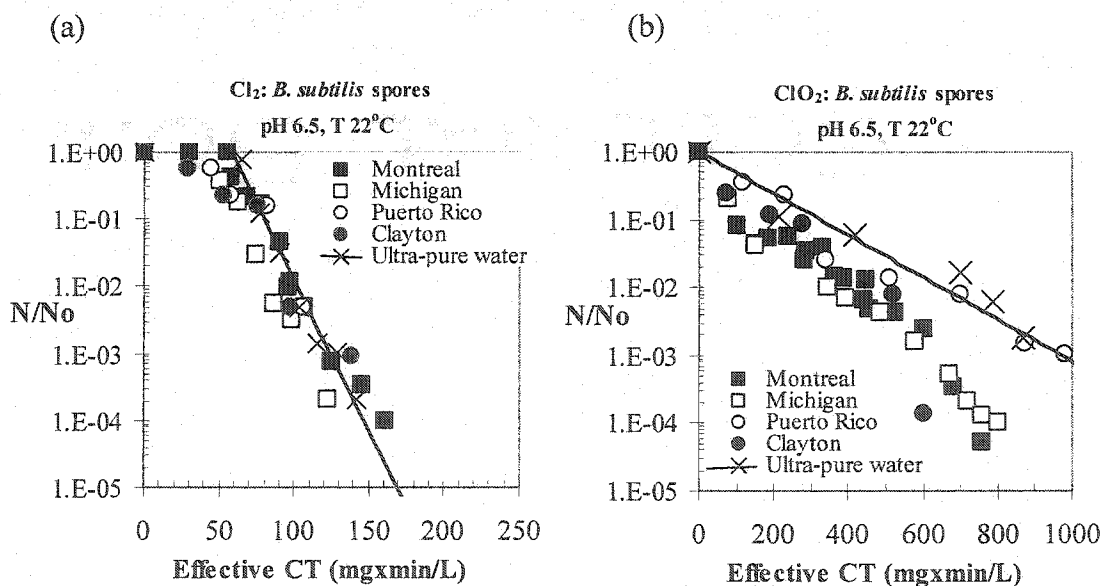 (a)
Cl₂: B. subtilis spores
pH 6.5, T 22°C
1.E+00
1.E-01
1.E-02
1.E-03
1.E-04
1.E-05
N/No
Montreal
Michigan
Puerto Rico
Clayton
Ultra-pure water
0 50 100 150 200 250
Effective CT (mgxmin/L)
(b)
ClO₂: B. subtilis spores
pH 6.5, T 22°C
1.E+00
1.E-01
1.E-02
1.E-03
1.E-04
1.E-05
N/No
Montreal
Michigan
Puerto Rico
Clayton
Ultra-pure water
0 200 400 600 800 1000
Effective CT (mgxmin/L)